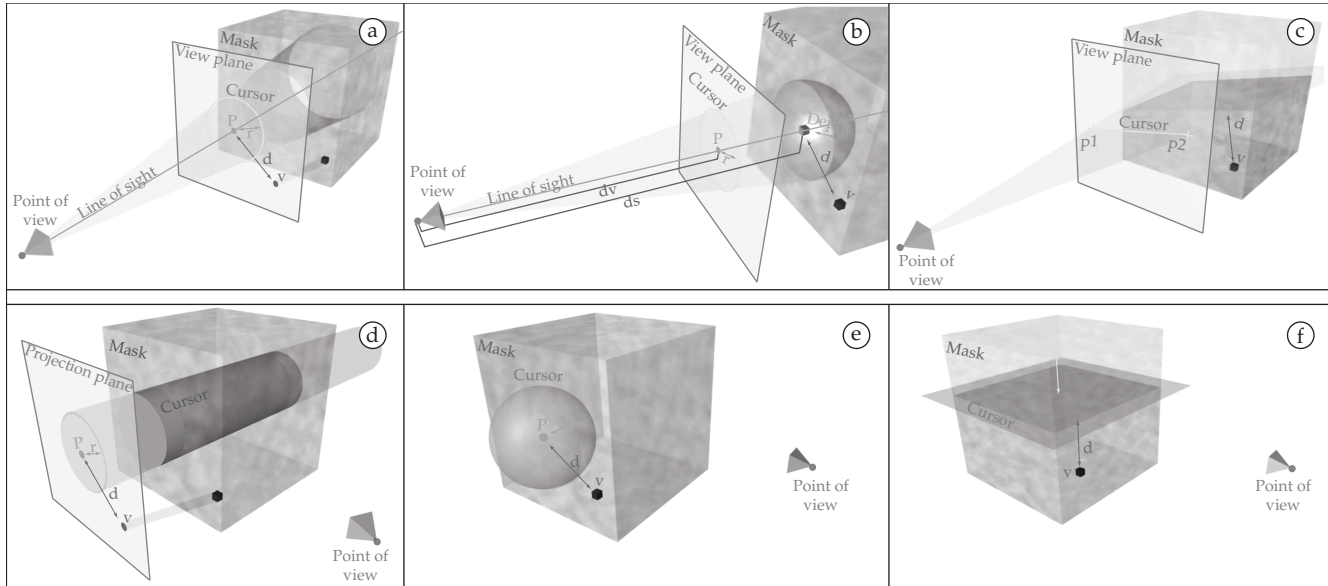 a
Mask
View plane
Cursor
P
r
d
v
Line of sight
Point of
view
b
Mask
View plane
Cursor
P
r
Depth
d
v
Line of sight
dv
ds
Point of
view
c
Mask
View plane
Cursor
p1
p2
d
v
Point of
view
d
Mask
Projection plane
Cursor
P
r
d
v
Point of
view
e
Mask
Cursor
P
d
v
Point of
view
f
Mask
Cursor
d
v
Point of
view